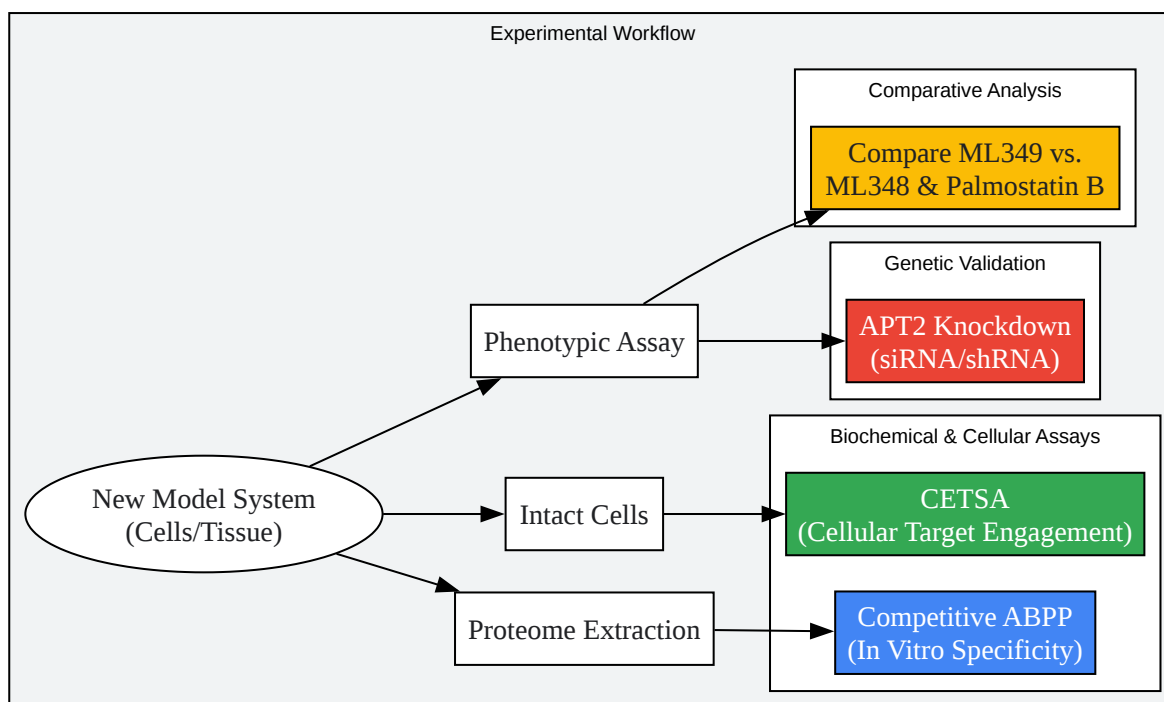 Experimental Workflow
Comparative Analysis
Compare ML349 vs.
ML348 & Palmostatin B
Genetic Validation
Phenotypic Assay
APT2 Knockdown
(siRNA/shRNA)
Biochemical & Cellular Assays
New Model System
(Cells/Tissue)
Intact Cells
CETSA
(Cellular Target Engagement)
Proteome Extraction
Competitive ABPP
(In Vitro Specificity)